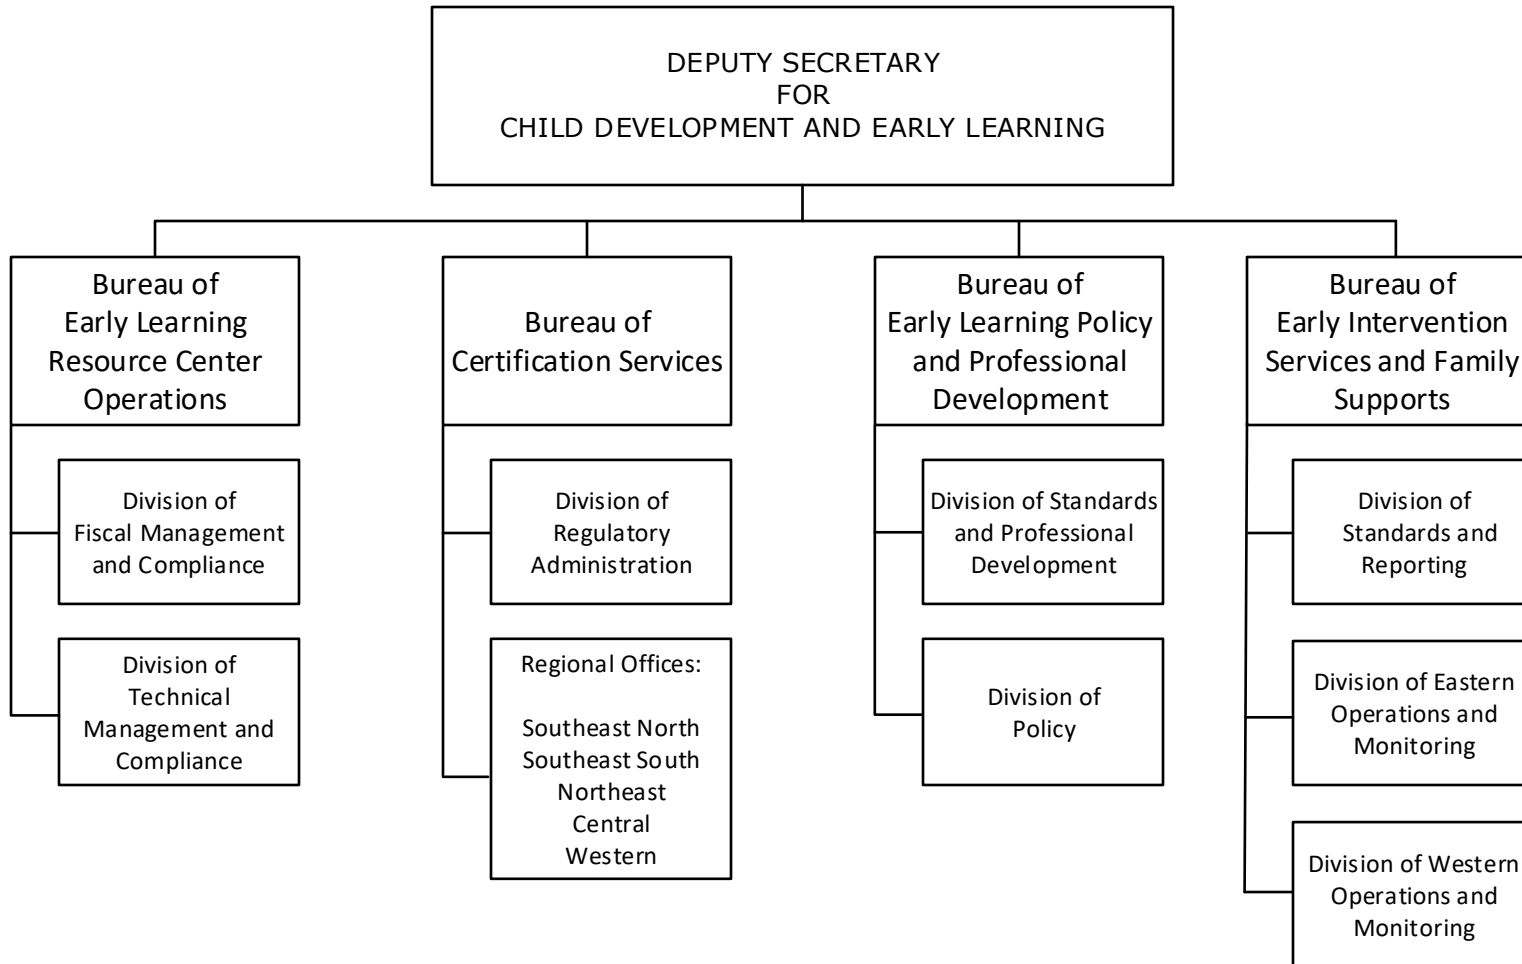 DEPUTY SECRETARY
FOR
CHILD DEVELOPMENT AND EARLY LEARNING
Bureau of
Early Learning
Resource Center
Operations
Division of
Fiscal Management
and Compliance
Division of
Technical
Management and
Compliance
Bureau of
Certification Services
Division of
Regulatory
Administration
Regional Offices:
Southeast North
Southeast South
Northeast
Central
Western
Bureau of
Early Learning Policy
and Professional
Development
Division of Standards
and Professional
Development
Division of
Policy
Bureau of
Early Intervention
Services and Family
Supports
Division of
Standards and
Reporting
Division of Eastern
Operations and
Monitoring
Division of Western
Operations and
Monitoring